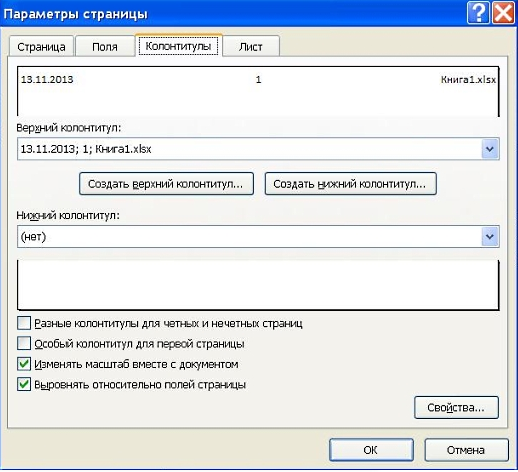 Параметры страницы
Страница Поля Колонтитулы Лист
13.11.2013 1 Книга1.xlsx
Верхний колонтитул:
13.11.2013; 1; Книга1.xlsx
Создать верхний колонтитул... Создать нижний колонтитул...
Нижний колонтитул:
(нет)
Разные колонтитулы для четных и нечетных страниц
Особый колонтитул для первой страницы
Изменять масштаб вместе с документом
Выровнять относительно полей страницы
Свойства...
ОК Отмена